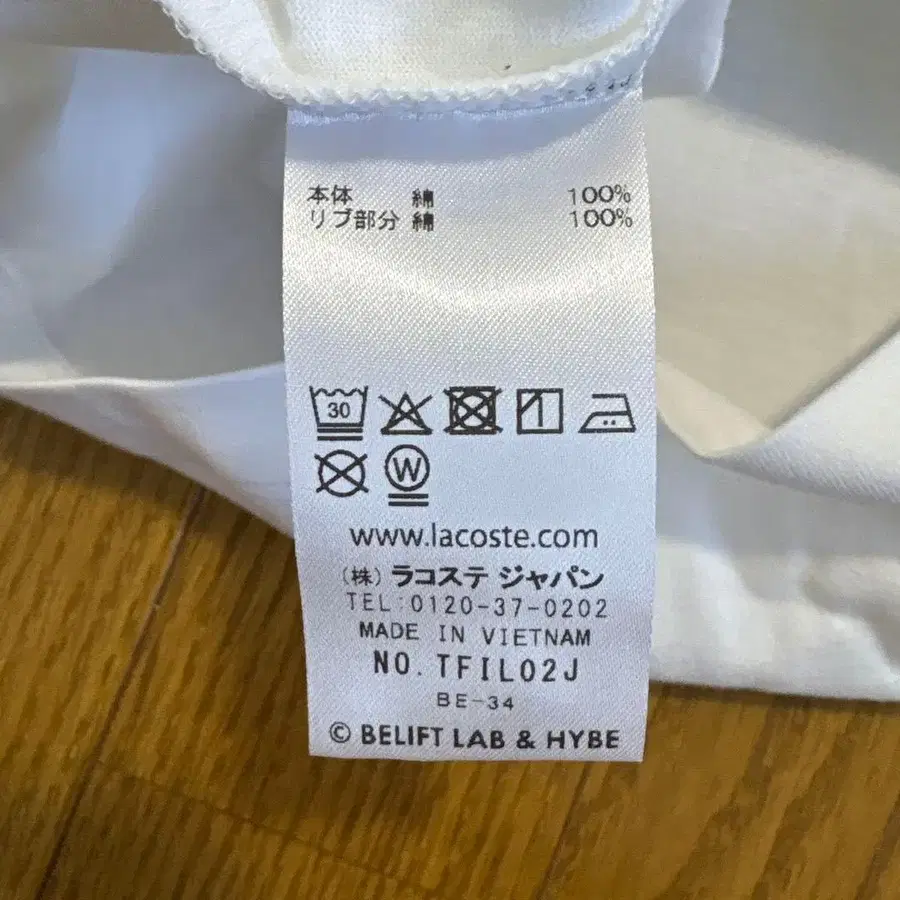 本体 綿 100%
リブ部分 綿 100%
30
W
www.lacoste.com
(株) ラコステ ジャパン
TEL:0120-37-0202
MADE IN VIETNAM
NO. TFIL02J
BE-34
© BELIFT LAB & HYBE